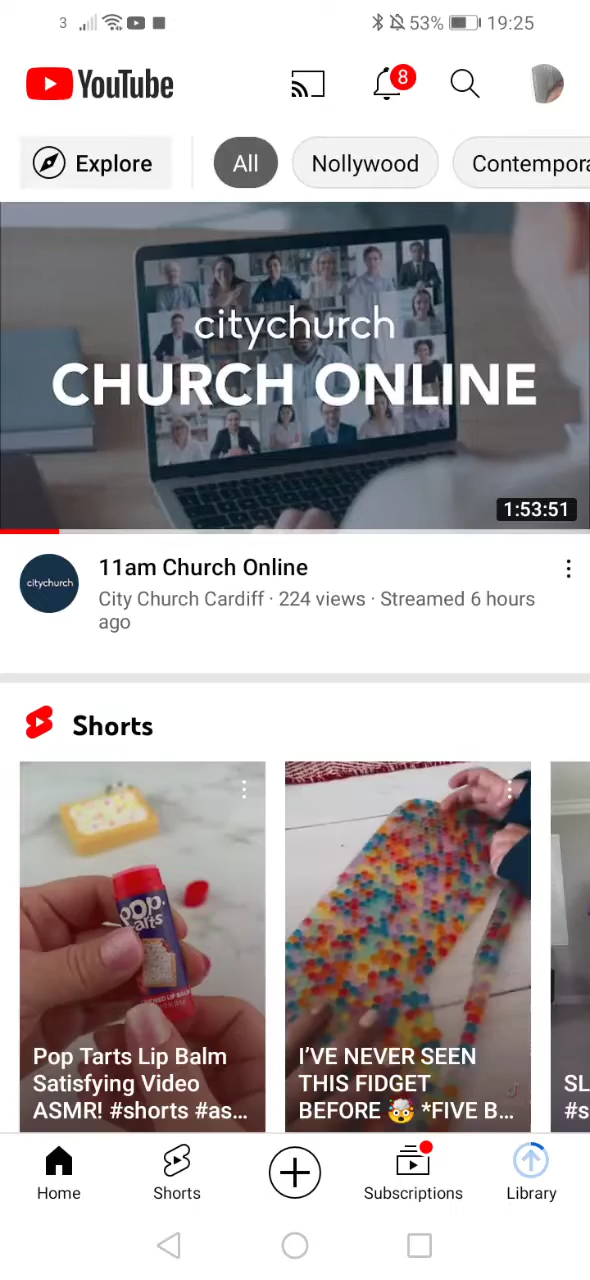 3 53% 19:25
YouTube 8
Explore All Nollywood Contempora
citychurch
CHURCH ONLINE
1:53:51
citychurch
11am Church Online
City Church Cardiff · 224 views · Streamed 6 hours
ago
Shorts
POP.
arts
Pop Tarts Lip Balm
Satisfying Video
ASMR! #shorts #as...
I'VE NEVER SEEN
THIS FIDGET
BEFORE 🤯 *FIVE B...
SL
#s
Home Shorts Subscriptions Library